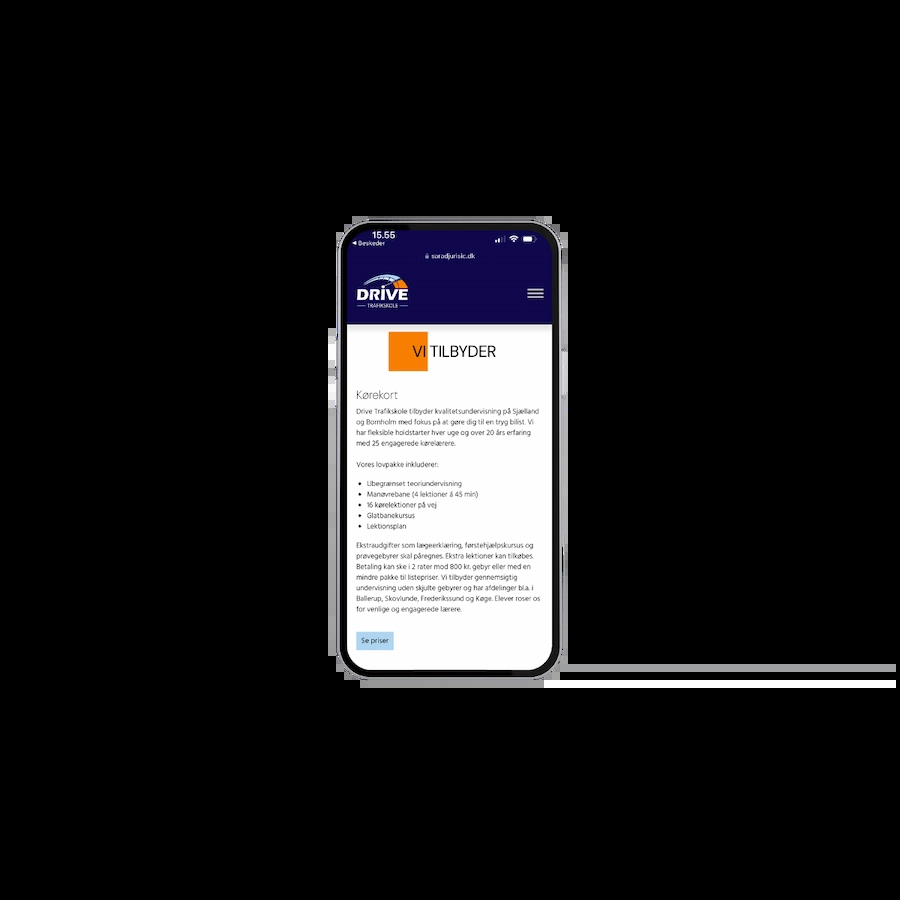 15.55
◀ Beskeder
saradjurisic.dk
DRIVE
TRAFIKSKOLE
VI TILBYDER
Kørekort
Drive Trafikskole tilbyder kvalitetsundervisning på Sjælland
og Bornholm med fokus på at gøre dig til en tryg bilist. Vi
har fleksible holdstarter hver uge og over 20 års erfaring
med 25 engagerede kørelærere.
Vores lovpakke inkluderer:
• Ubegrænset teoriundervisning
• Manøvrebane (4 lektioner á 45 min)
• 16 kørelektioner på vej
• Glatbanekursus
• Lektionsplan
Ekstraudgifter som lægeerklæring, førstehjælpskursus og
prøvegebyrer skal påregnes. Ekstra lektioner kan tilkøbes.
Betaling kan ske i 2 rater mod 800 kr. gebyr eller med en
mindre pakke til listepriser. Vi tilbyder gennemsigtig
undervisning uden skjulte gebyrer og har afdelinger bl.a. i
Ballerup, Skovlunde, Frederikssund og Køge. Elever roser os
for venlige og engagerede lærere.
Se priser